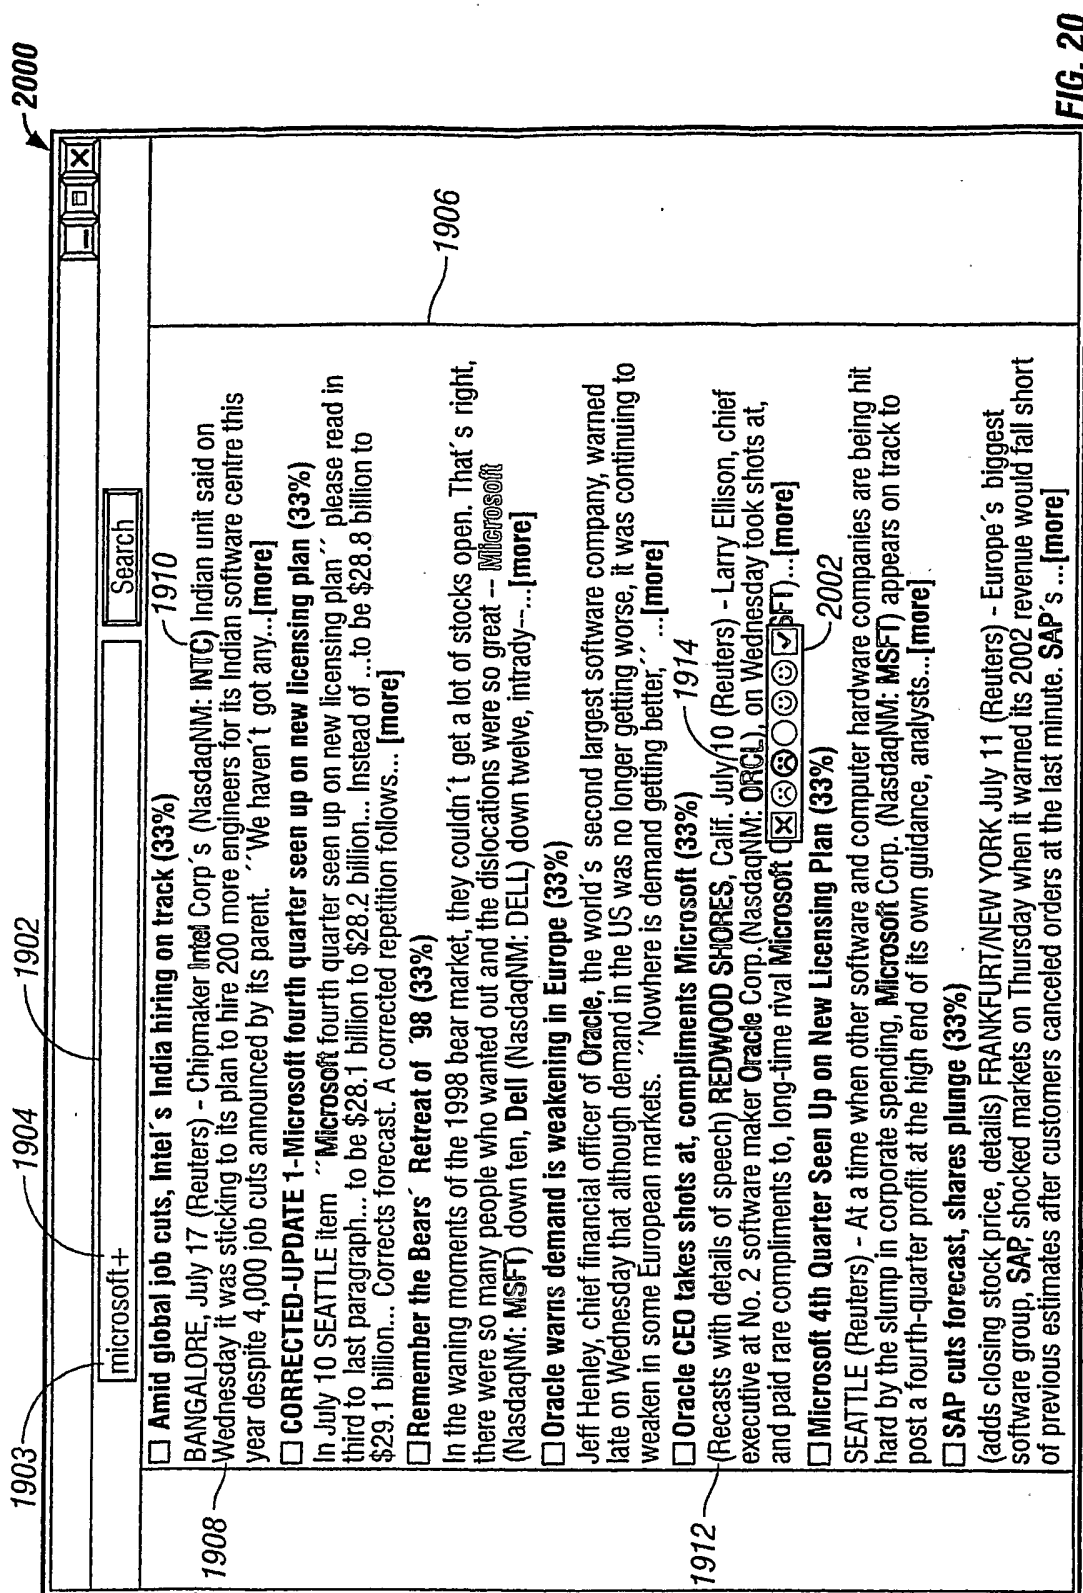 2000
1903
1904
1902
microsoft+
Search
1910
☐ Amid global job cuts, Intel´s India hiring on track (33%)
BANGALORE, July 17 (Reuters) - Chipmaker Intel Corp´s (NasdaqNM: INTC) Indian unit said on
1908
Wednesday it was sticking to its plan to hire 200 more engineers for its Indian software centre this
year despite 4,000 job cuts announced by its parent. ´´We haven´t got any...[more]
☐ CORRECTED-UPDATE 1-Microsoft fourth quarter seen up on new licensing plan (33%)
In July 10 SEATTLE item ´´Microsoft fourth quarter seen up on new licensing plan´´ please read in
third to last paragraph...to be $28.1 billion to $28.2 billion... Instead of ...to be $28.8 billion to
$29.1 billion... Corrects forecast. A corrected repetition follows... [more]
☐ Remember the Bears´ Retreat of ´98 (33%)
1906
In the waning moments of the 1998 bear market, they couldn´t get a lot of stocks open. That´s right,
there were so many people who wanted out and the dislocations were so great -- Microsoft
(NasdaqNM: MSFT) down ten, Dell (NasdaqNM: DELL) down twelve, intrady--...[more]
☐ Oracle warns demand is weakening in Europe (33%)
Jeff Henley, chief financial officer of Oracle, the world´s second largest software company, warned
late on Wednesday that although demand in the US was no longer getting worse, it was continuing to
weaken in some European markets. ´´Nowhere is demand getting better,´´...[more]
☐ Oracle CEO takes shots at, compliments Microsoft (33%)
1914
1912
(Recasts with details of speech) REDWOOD SHORES, Calif. July 10 (Reuters) - Larry Ellison, chief
executive at No. 2 software maker Oracle Corp.(NasdaqNM: ORCL), on Wednesday took shots at,
and paid rare compliments to, long-time rival Microsoft SFT)...[more]
2002
☐ Microsoft 4th Quarter Seen Up on New Licensing Plan (33%)
SEATTLE (Reuters) - At a time when other software and computer hardware companies are being hit
hard by the slump in corporate spending, Microsoft Corp. (NasdaqNM: MSFT) appears on track to
post a fourth-quarter profit at the high end of its own guidance, analysts...[more]
☐ SAP cuts forecast, shares plunge (33%)
(adds closing stock price, details) FRANKFURT/NEW YORK July 11 (Reuters) - Europe´s biggest
software group, SAP, shocked markets on Thursday when it warned its 2002 revenue would fall short
of previous estimates after customers canceled orders at the last minute. SAP´s ...[more]
FIG. 20